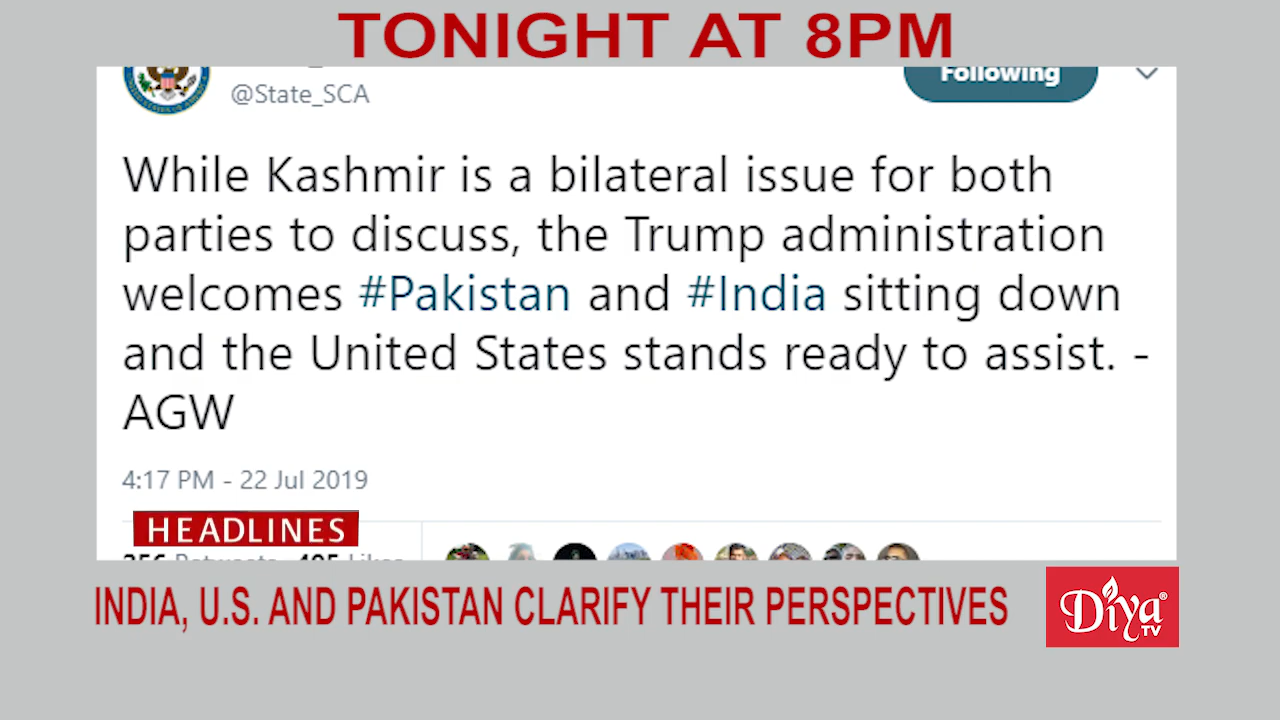 TONIGHT AT 8PM
Following
@State_SCA
While Kashmir is a bilateral issue for both
parties to discuss, the Trump administration
welcomes #Pakistan and #India sitting down
and the United States stands ready to assist. -
AGW
4:17 PM - 22 Jul 2019
HEADLINES
INDIA, U.S. AND PAKISTAN CLARIFY THEIR PERSPECTIVES
Diya® TV